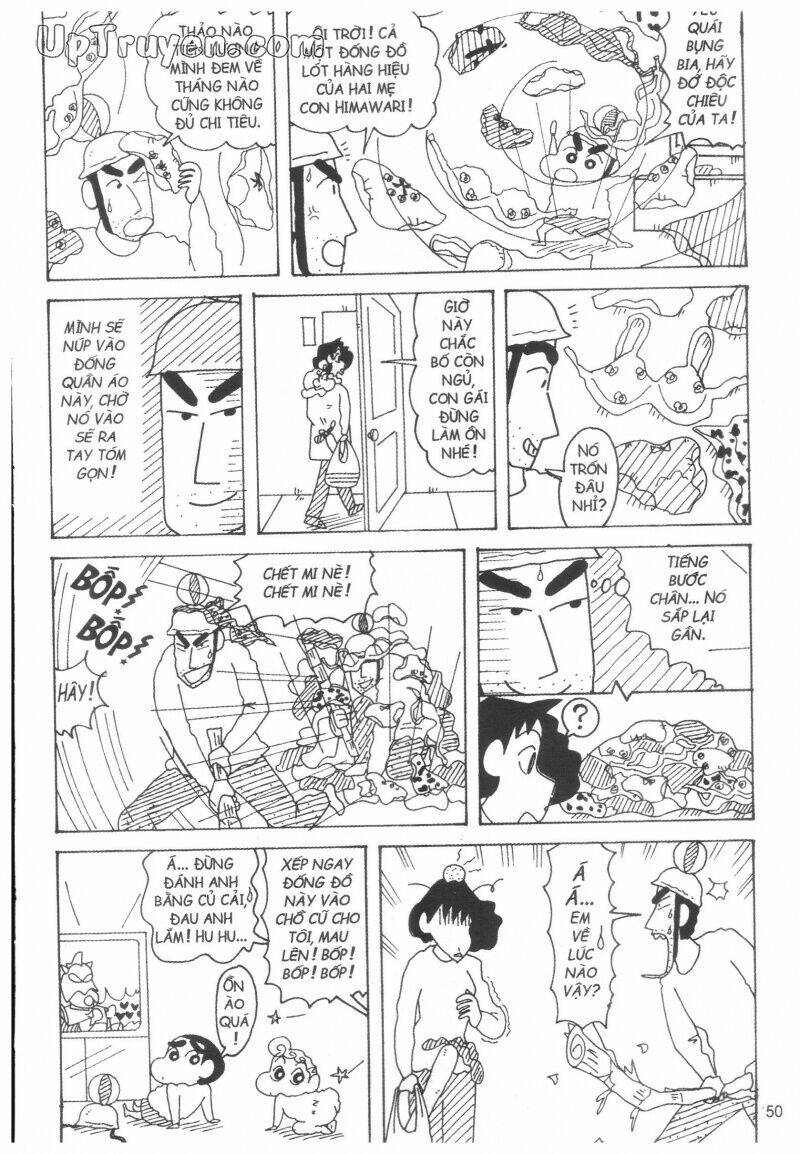 UpTruyen.com
QUÁI
BỤNG
BIA, HÃY
ĐỠ ĐỘC
CHIÊU
CỦA TA!
ÔI TRỜI! CẢ
MỘT ĐỐNG ĐỒ
LÓT HÀNG HIỆU
CỦA HAI MẸ
CON HIMAWARI!
THẢO NÀO
TIỀN LƯƠNG
MÌNH ĐEM VỀ
THÁNG NÀO
CŨNG KHÔNG
ĐỦ CHI TIÊU.
NÓ
TRỐN
ĐÂU
NHỈ?
GIỜ
NÀY
CHẮC
BỐ CÒN
NGỦ,
CON GÁI
ĐỪNG
LÀM ỒN
NHÉ!
MÌNH SẼ
NÚP VÀO
ĐỐNG
QUẦN ÁO
NÀY, CHỜ
NÓ VÀO
SẼ RA
TAY TÓM
GỌN!
TIẾNG
BƯỚC
CHÂN... NÓ
SẮP LẠI
GẦN.
?
CHẾT MI NÈ!
CHẾT MI NÈ!
BỐP!
BỐP!
HÂY!
Á
Á...
EM
VỀ
LÚC
NÀO
VẬY?
XẾP NGAY
ĐỐNG ĐỒ
NÀY VÀO
CHỖ CŨ CHO
TÔI, MAU
LÊN! BỐP!
BỐP! BỐP!
Á... ĐỪNG
ĐÁNH ANH
BẰNG CỦ CẢI,
ĐAU ANH
LẮM! HU HU...
ỒN
ÀO
QUÁ
!
50